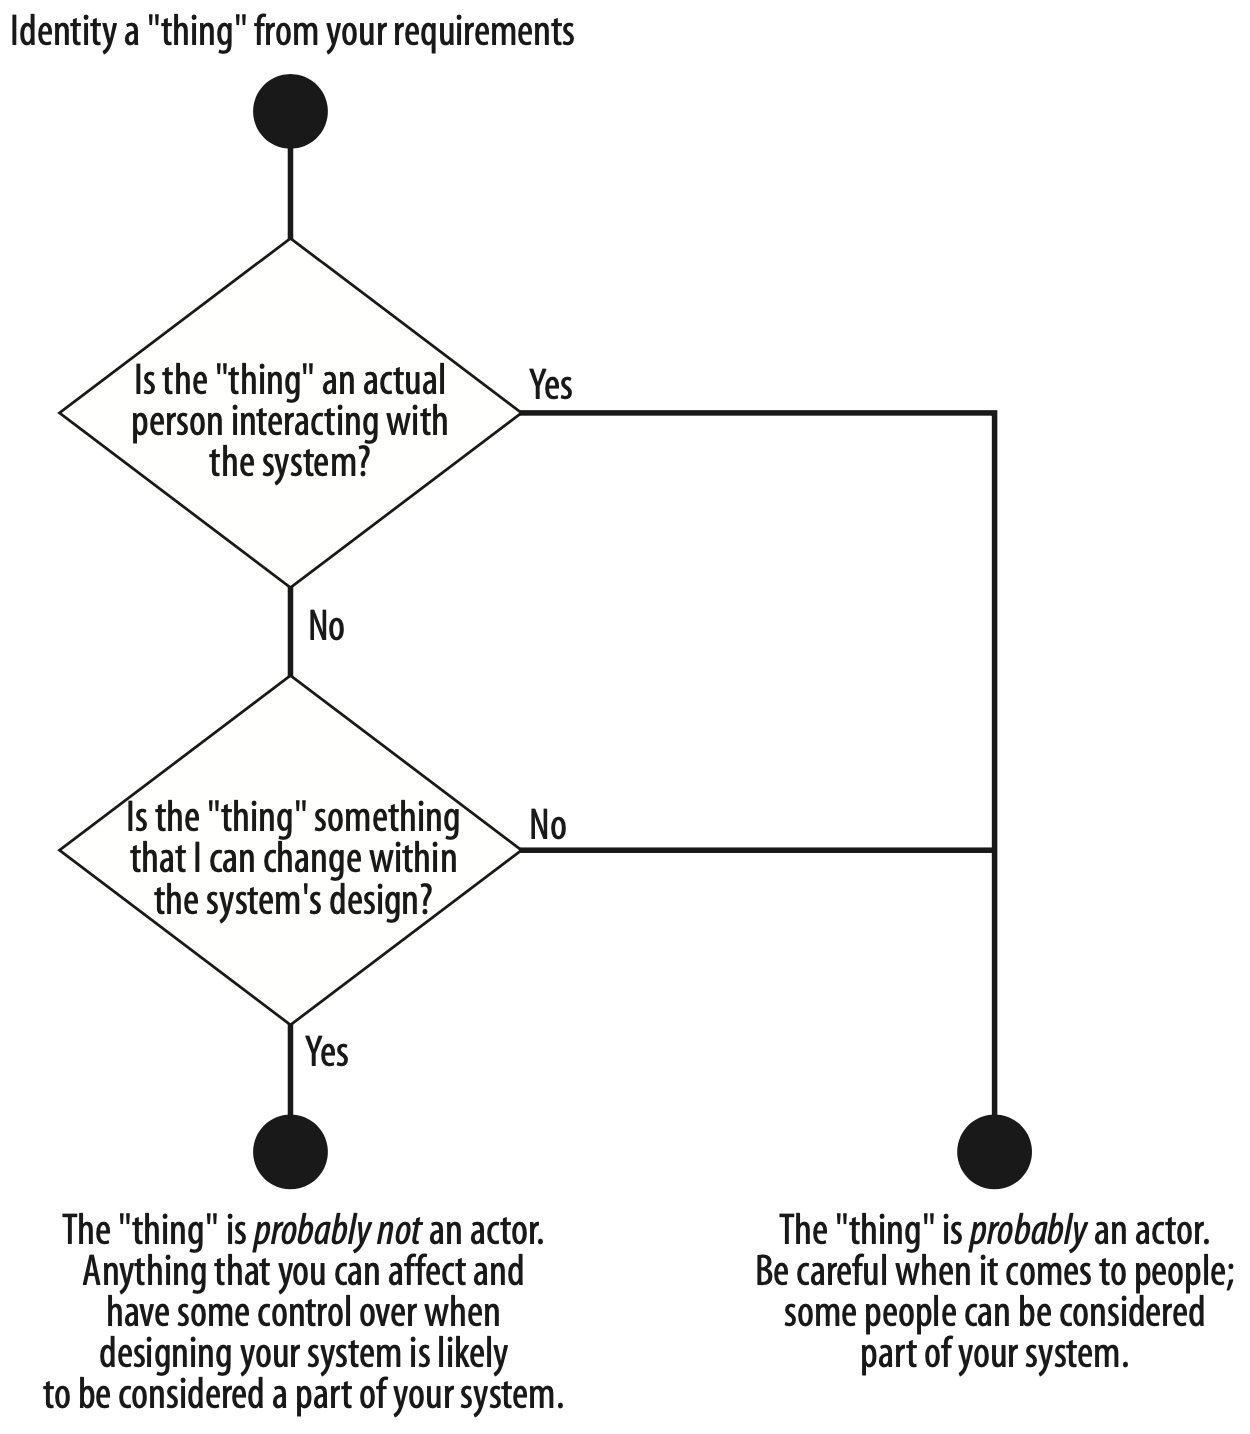 Identity a "thing" from your requirements
Is the "thing" an actual
person interacting with
the system?
Yes
No
Is the "thing" something
that I can change within
the system's design?
No
Yes
The "thing" is probably not an actor.
Anything that you can affect and
have some control over when
designing your system is likely
to be considered a part of your system.
The "thing" is probably an actor.
Be careful when it comes to people;
some people can be considered
part of your system.